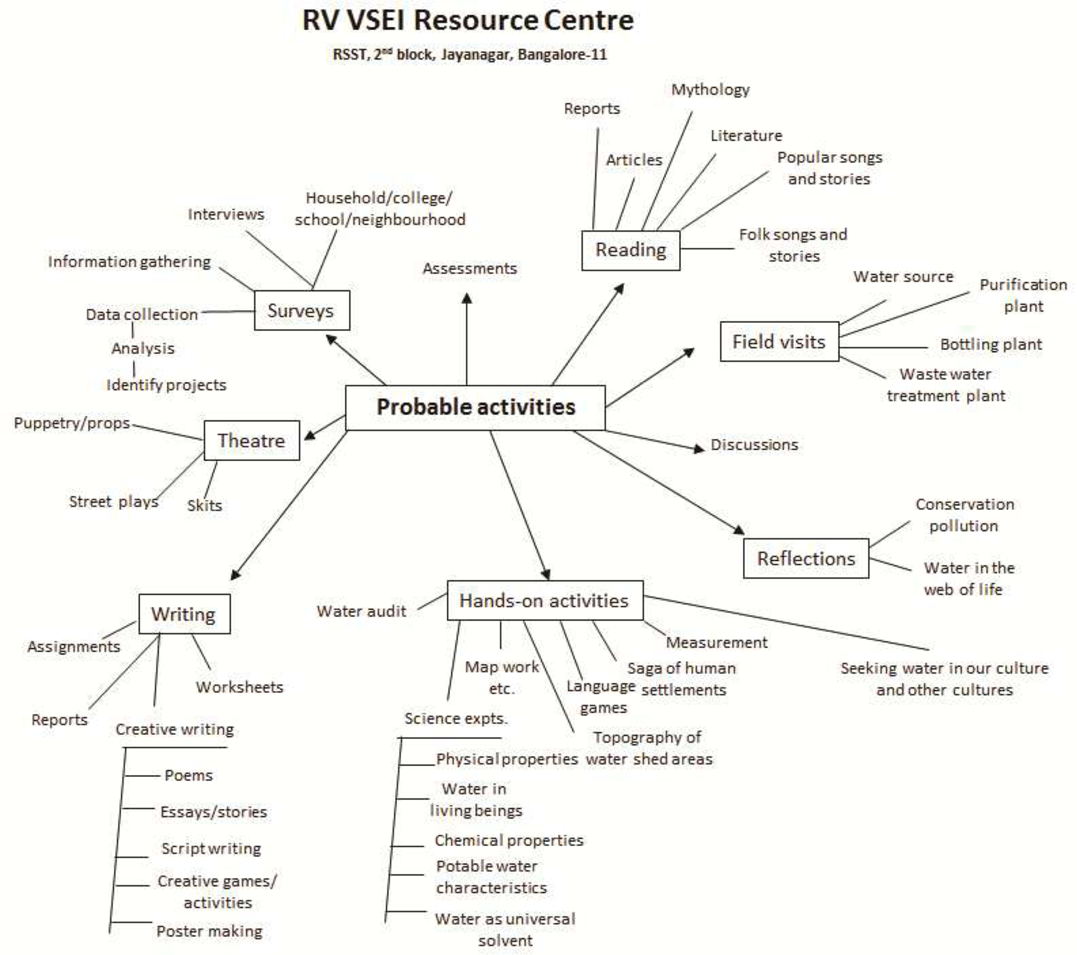 RV VSEI Resource Centre
RSST, 2nd block, Jayanagar, Bangalore-11
Mythology
Reports
Literature
Articles
Popular songs
and stories
Reading
Folk songs and
stories
Household/college/
school/neighbourhood
Interviews
Information gathering
Surveys
Data collection
Analysis
Identify projects
Assessments
Water source
Purification
plant
Field visits
Bottling plant
Waste water
treatment plant
Probable activities
Puppetry/props
Theatre
Street plays
Skits
Discussions
Conservation
pollution
Reflections
Water in the
web of life
Writing
Assignments
Worksheets
Reports
Creative writing
Poems
Essays/stories
Script writing
Creative games/
activities
Poster making
Hands-on activities
Water audit
Measurement
Map work
etc.
Saga of human
settlements
Language
games
Seeking water in our culture
and other cultures
Topography of
water shed areas
Science expts.
Physical properties
Water in
living beings
Chemical properties
Potable water
characteristics
Water as universal
solvent